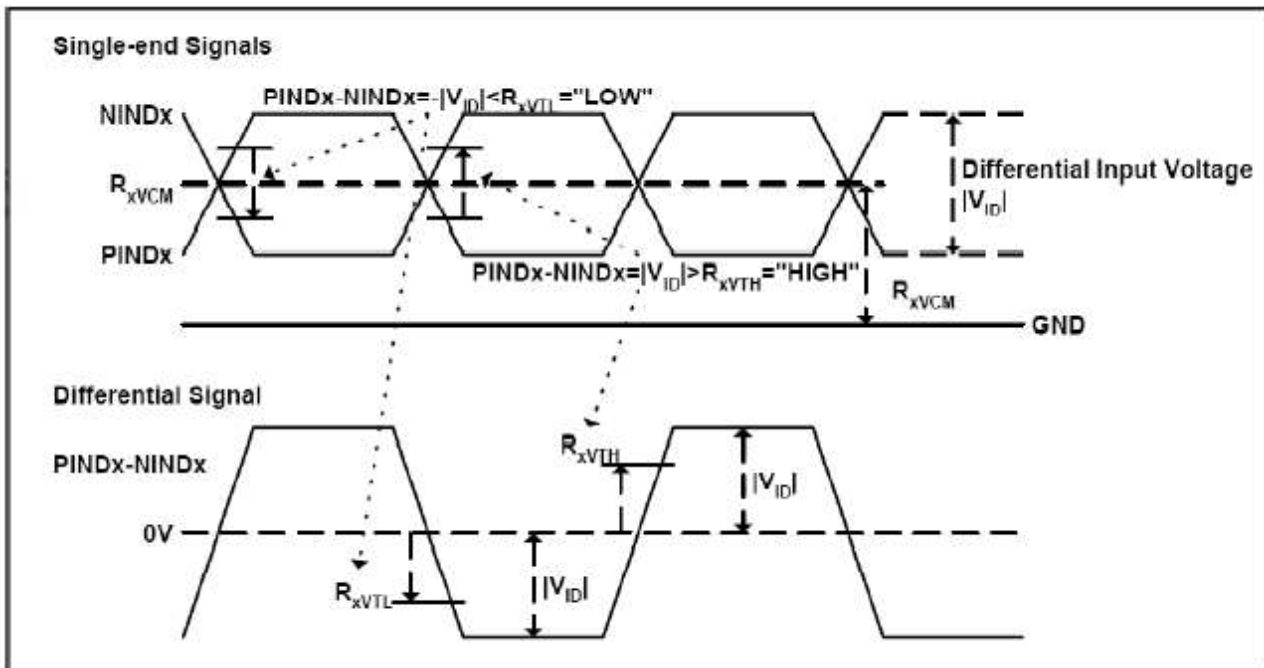 Single-end Signals
PINDx-NINDx=-|VID|<RxVTL="LOW"
NINDx
RxVCM
Differential Input Voltage
|VID|
PINDx
PINDx-NINDx=|VID|>RxVTH="HIGH"
RxVCM
GND
Differential Signal
PINDx-NINDx
RxVTH
|VID|
0V
RxVTL
|VID|